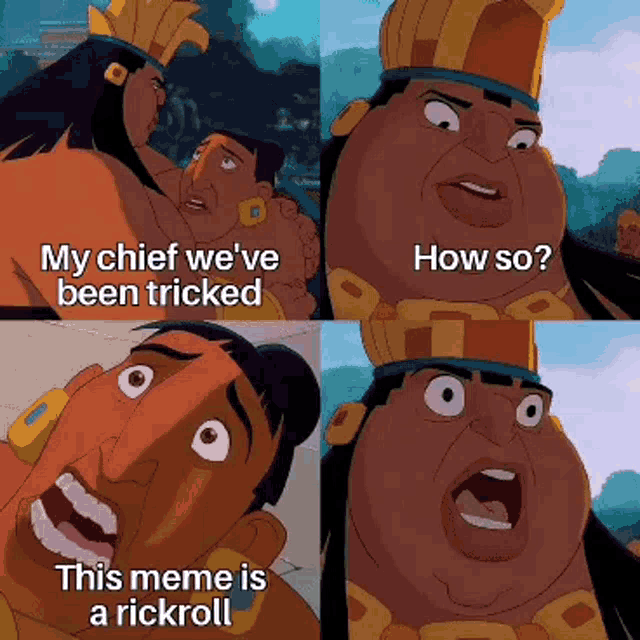 My chief we've
been tricked
How so?
This meme is
a rickroll